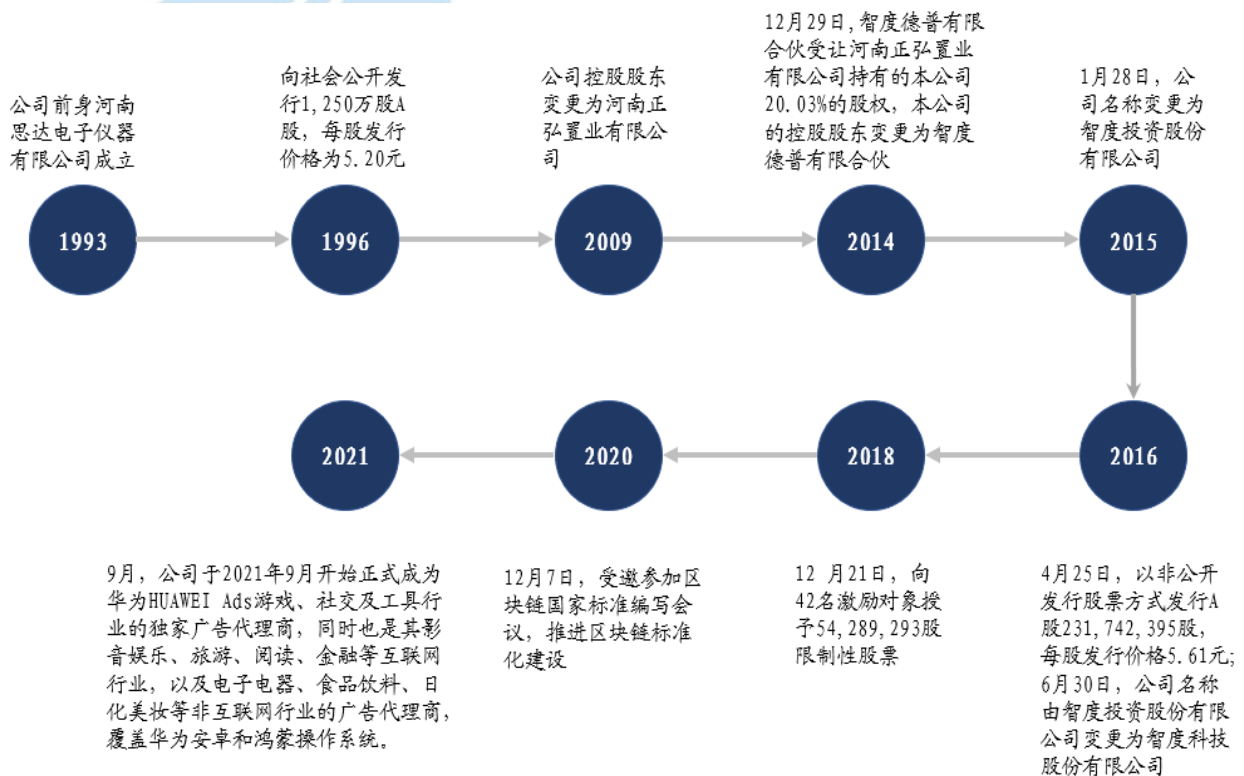 公司前身河南
思达电子仪器
有限公司成立
向社会公开发
行1,250万股A
股，每股发行
价格为5.20元
公司控股股东
变更为河南正
弘置业有限公
司
12月29日,智度德普有限
合伙受让河南正弘置业
有限公司持有的本公司
20.03%的股权，本公司
的控股股东变更为智度
德普有限合伙
1月28日，公
司名称变更为
智度投资股份
有限公司
1993
1996
2009
2014
2015
2021
2020
2018
2016
9月，公司于2021年9月开始正式成为
华为HUAWEI Ads游戏、社交及工具行
业的独家广告代理商，同时也是其影
音娱乐、旅游、阅读、金融等互联网
行业，以及电子电器、食品饮料、日
化美妆等非互联网行业的广告代理商，
覆盖华为安卓和鸿蒙操作系统。
12月7日，受邀参加区
块链国家标准编写会
议，推进区块链标准
化建设
12 月21日，向
42名激励对象授
予54,289,293股
限制性股票
4月25日，以非公开
发行股票方式发行A
股231,742,395股，
每股发行价格5.61元;
6月30日，公司名称
由智度投资股份有限
公司变更为智度科技
股份有限公司